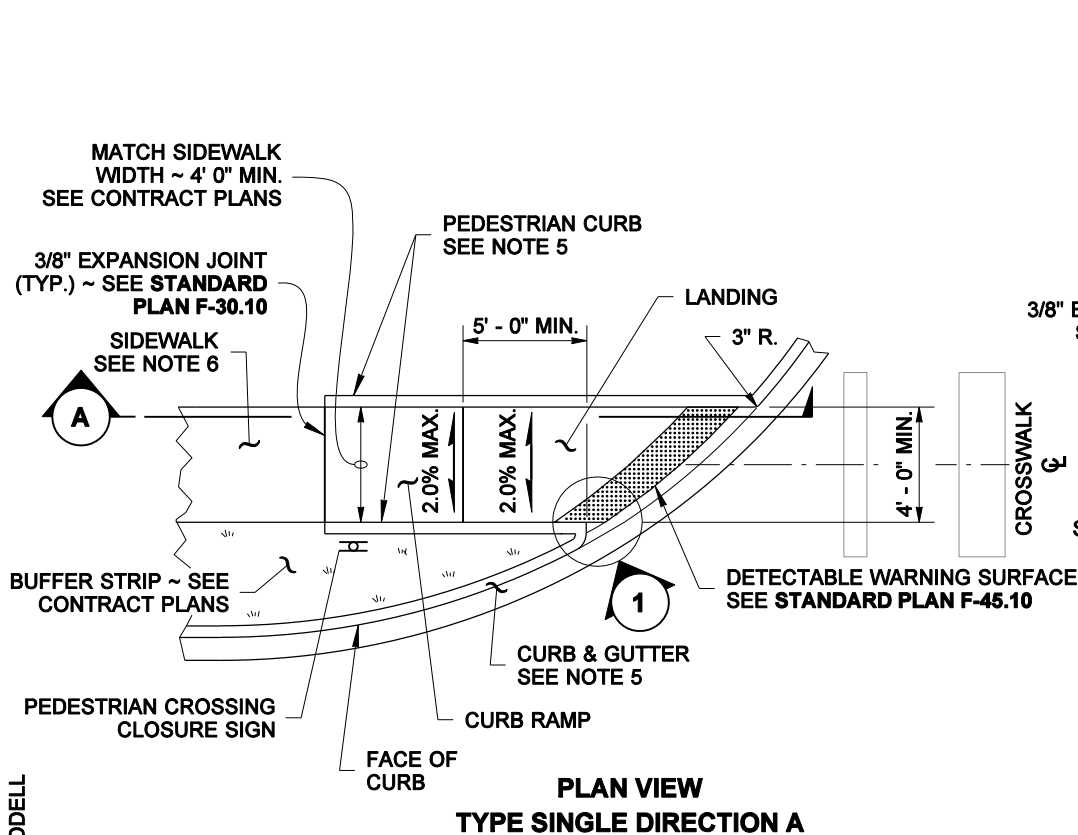 MATCH SIDEWALK
WIDTH ~ 4' 0" MIN.
SEE CONTRACT PLANS
PEDESTRIAN CURB
SEE NOTE 5
3/8" EXPANSION JOINT
(TYP.) ~ SEE STANDARD
PLAN F-30.10
LANDING
5' - 0" MIN.
3" R.
3/8" E
SIDEWALK
SEE NOTE 6
A
2.0% MAX.
2.0% MAX.
4' - 0" MIN.
CROSSWALK
CL
S
BUFFER STRIP ~ SEE
CONTRACT PLANS
1
DETECTABLE WARNING SURFACE
SEE STANDARD PLAN F-45.10
CURB & GUTTER
SEE NOTE 5
PEDESTRIAN CROSSING
CLOSURE SIGN
CURB RAMP
FACE OF
CURB
PLAN VIEW
TYPE SINGLE DIRECTION A
DDELL